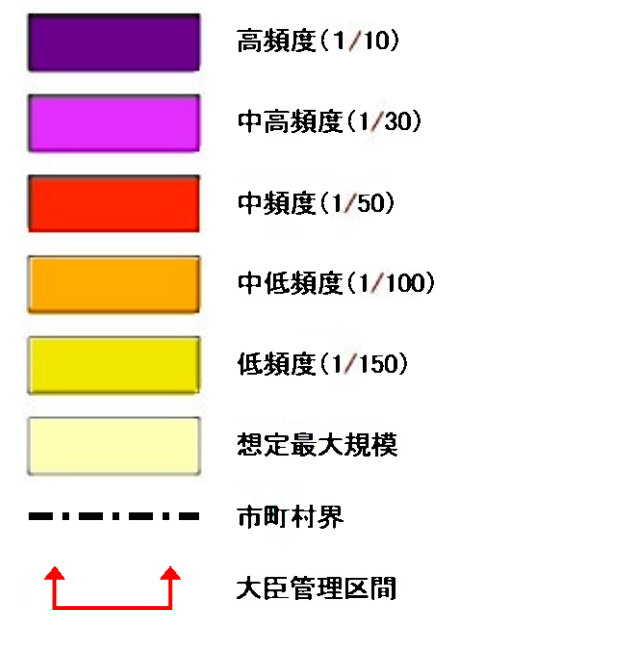 高頻度(1/10)
中高頻度(1/30)
中頻度(1/50)
中低頻度(1/100)
低頻度(1/150)
想定最大規模
市町村界
大臣管理区間